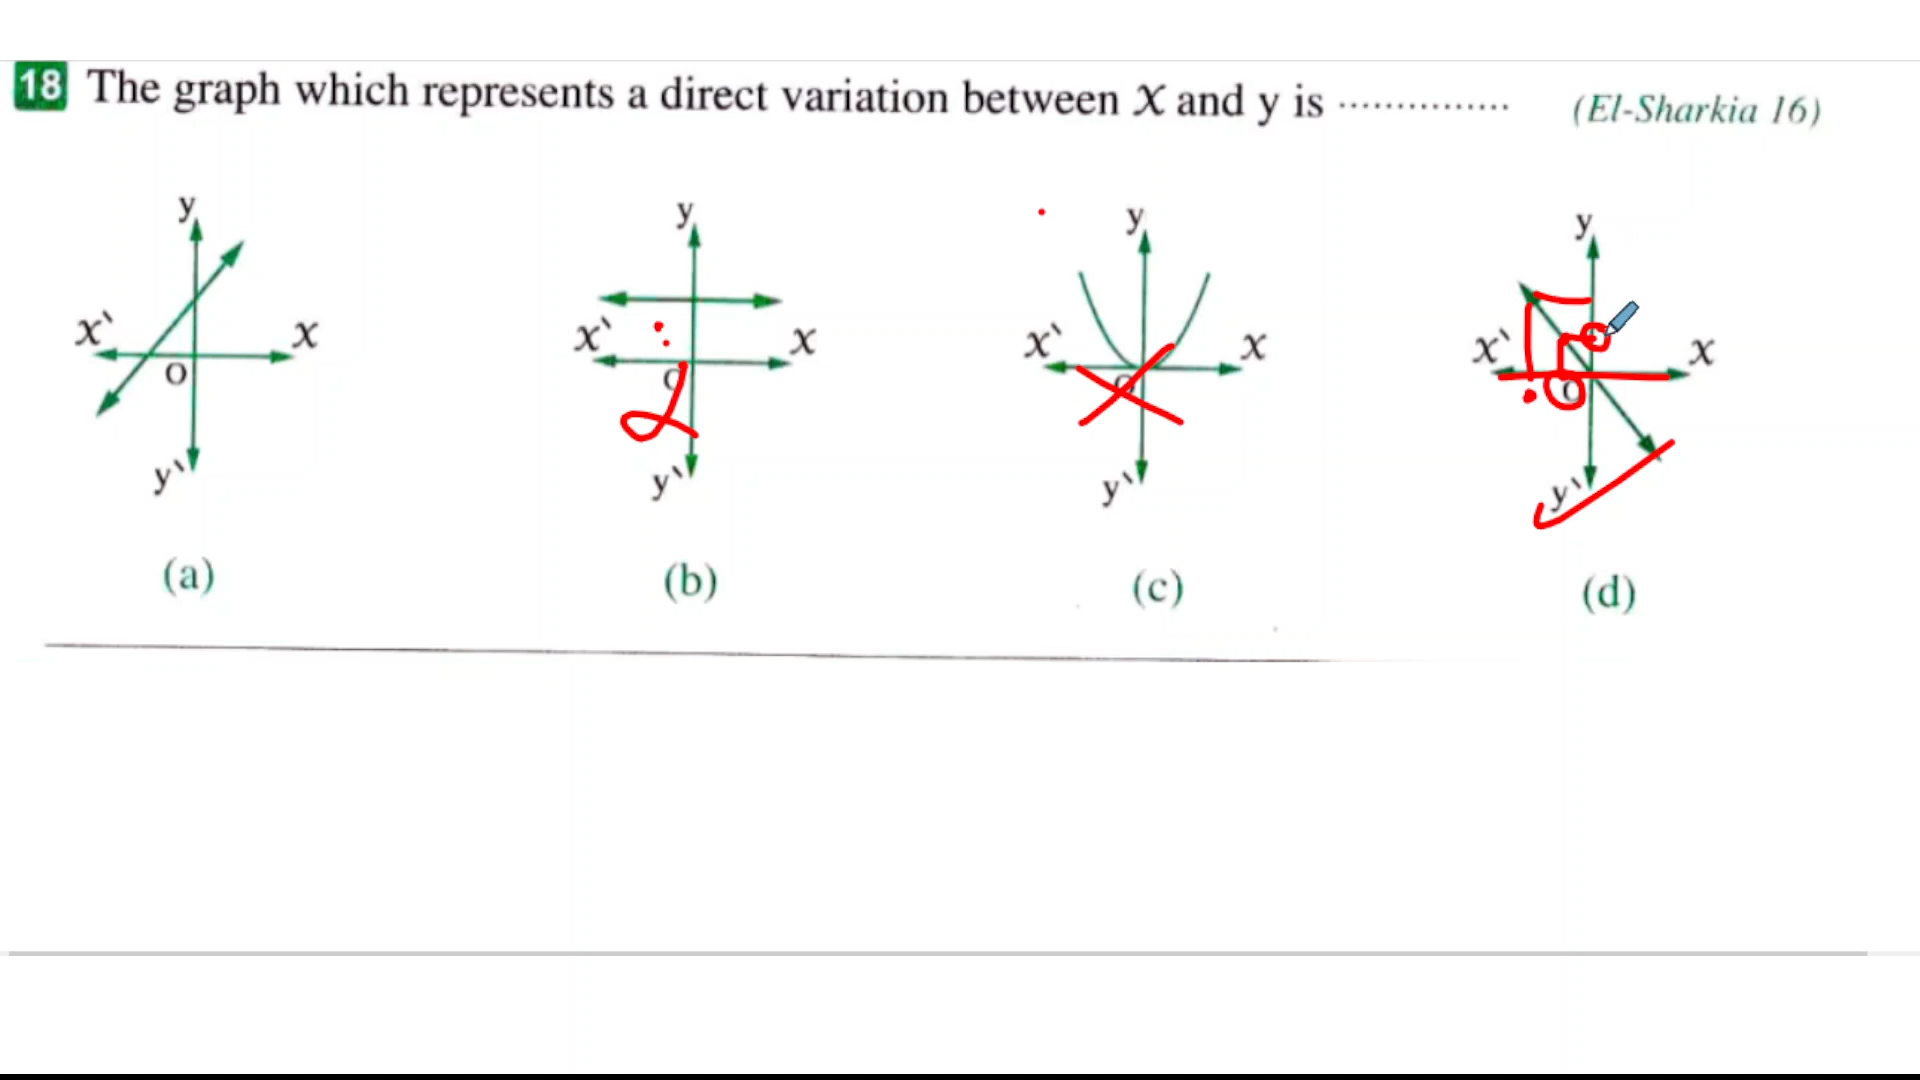 18 The graph which represents a direct variation between X and y is ............... (El-Sharkia 16)
y y y y
x` x x` x x` x x` x
O O O O
y` y` y` y`
(a) (b) (c) (d)